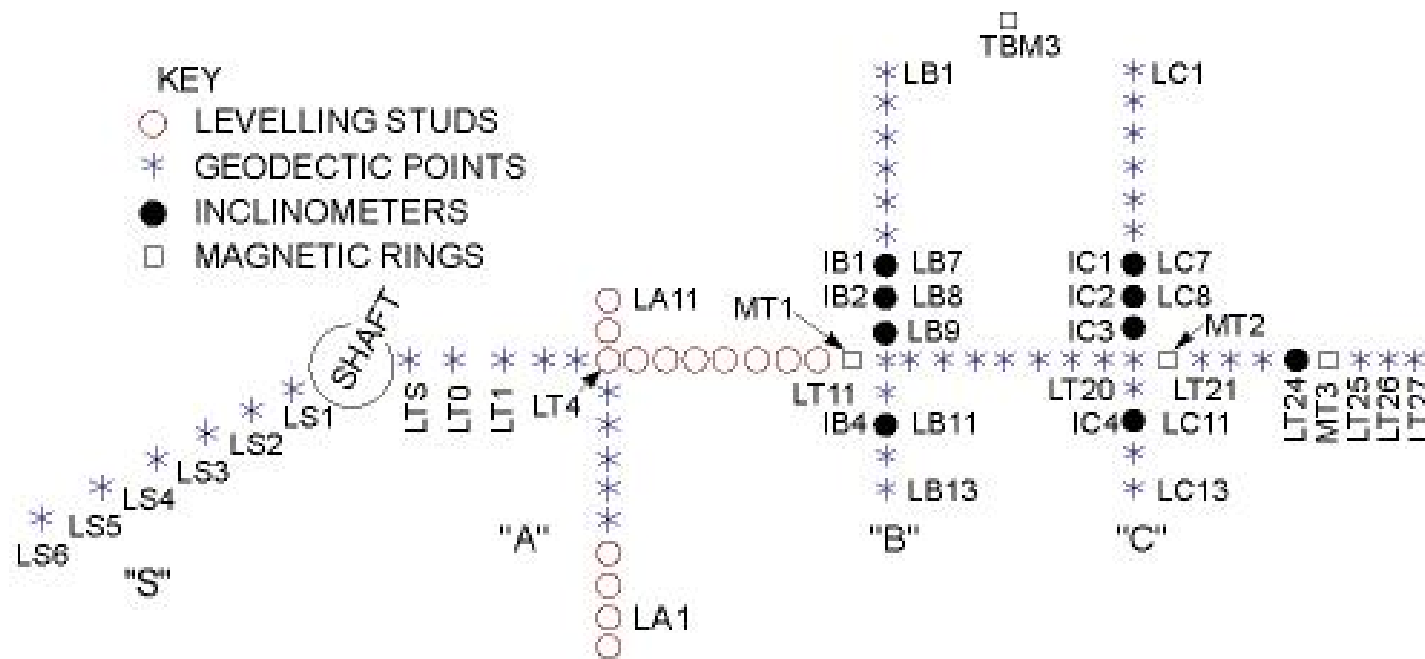 TBM3
KEY
LEVELLING STUDS
GEODECTIC POINTS
INCLINOMETERS
MAGNETIC RINGS
LB1
LC1
IB1 LB7
IB2 LB8
LB9
IC1 LC7
IC2 LC8
IC3
MT1
MT2
LA11
SHAFT
LTS
LT0
LT1
LT4
LT11
LT20
LT21
LT24
MT3
LT25
LT26
LT27
IB4 LB11
IC4 LC11
LB13
LC13
LS1
LS2
LS3
LS4
LS5
LS6
"S"
"A"
"B"
"C"
LA1